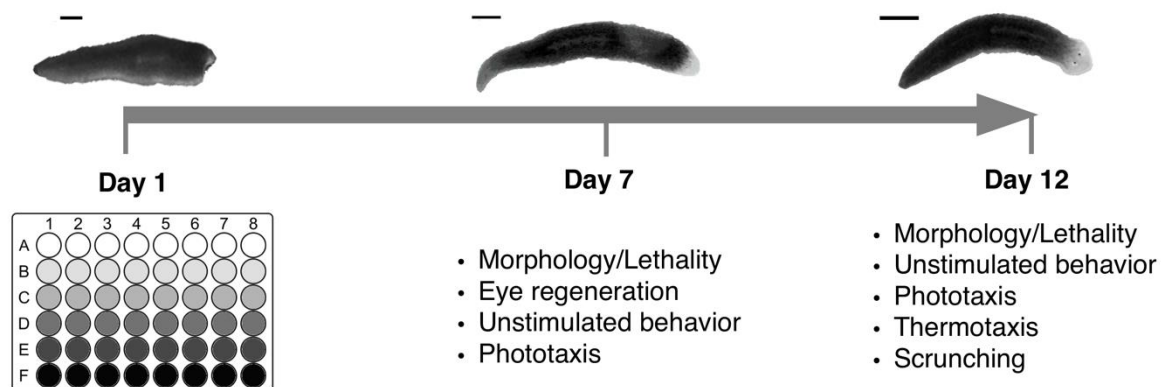 Day 1
Day 7
Day 12
1 2 3 4 5 6 7 8
A
B
C
D
E
F
• Morphology/Lethality
• Eye regeneration
• Unstimulated behavior
• Phototaxis
• Morphology/Lethality
• Unstimulated behavior
• Phototaxis
• Thermotaxis
• Scrunching